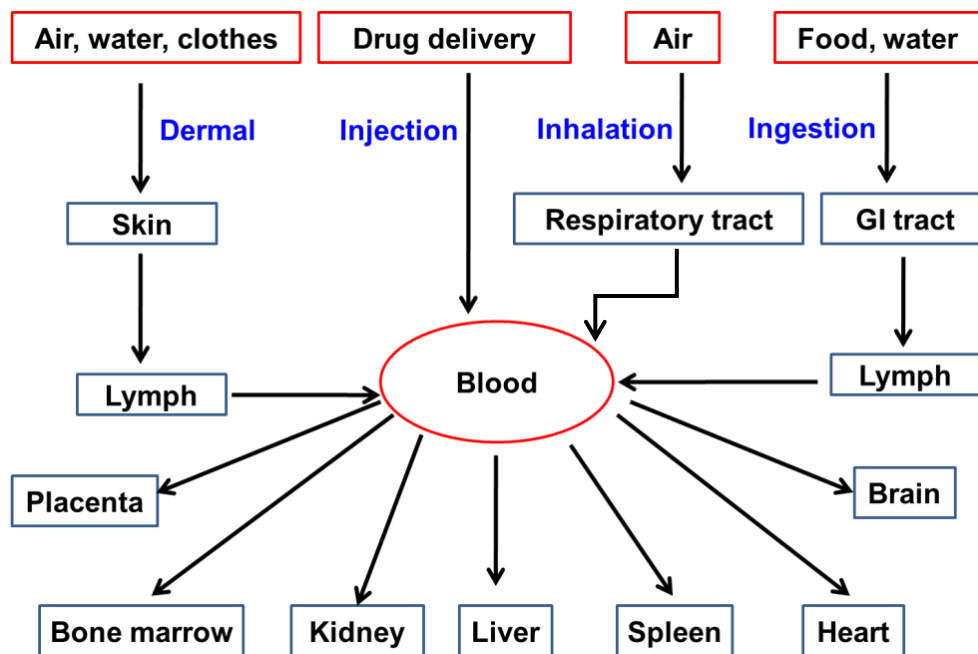 Air, water, clothes
Drug delivery
Air
Food, water
Dermal
Injection
Inhalation
Ingestion
Skin
Respiratory tract
GI tract
Lymph
Blood
Lymph
Placenta
Brain
Bone marrow
Kidney
Liver
Spleen
Heart